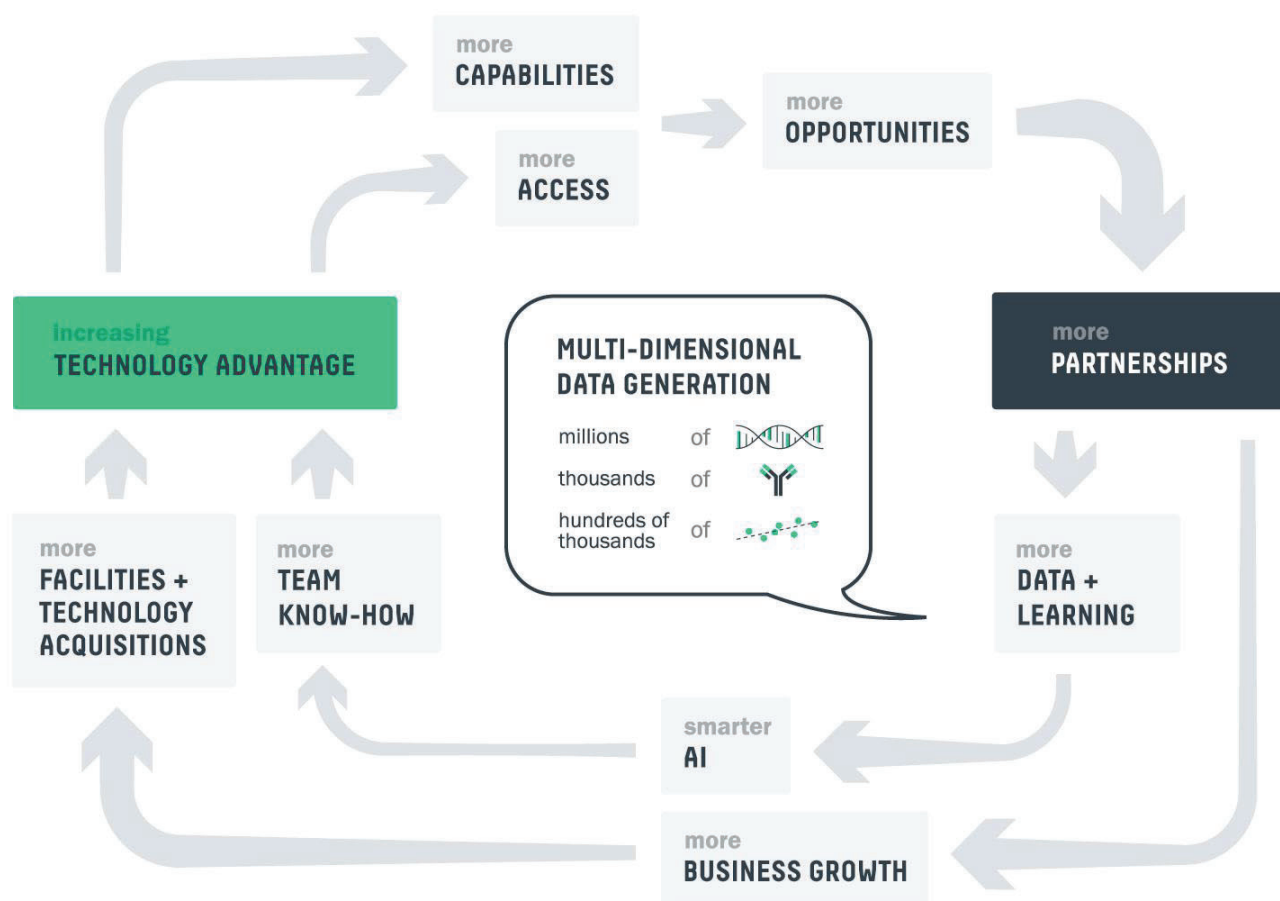 more
CAPABILITIES
more
ACCESS
more
OPPORTUNITIES
increasing
TECHNOLOGY ADVANTAGE
MULTI-DIMENSIONAL
DATA GENERATION
millions of
thousands of
hundreds of
thousands of
more
PARTNERSHIPS
more
FACILITIES +
TECHNOLOGY
ACQUISITIONS
more
TEAM
KNOW-HOW
more
DATA +
LEARNING
smarter
AI
more
BUSINESS GROWTH